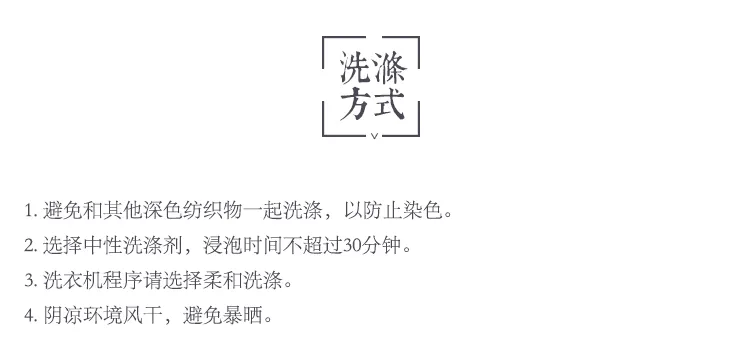 洗滌
方式
1. 避免和其他深色纺织物一起洗涤，以防止染色。
2. 选择中性洗涤剂，浸泡时间不超过30分钟。
3. 洗衣机程序请选择柔和洗涤。
4. 阴凉环境风干，避免暴晒。